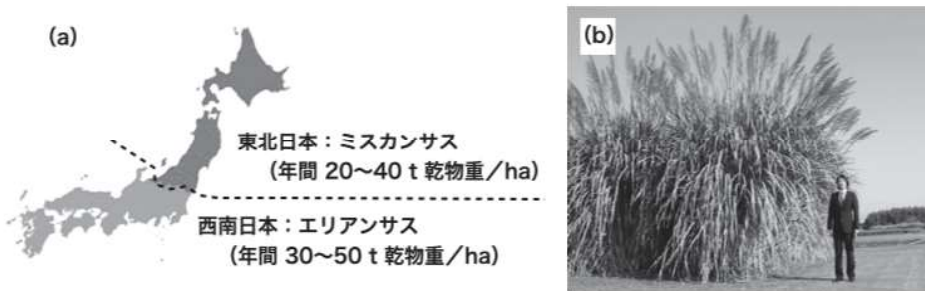 (a)
東北日本：ミスカンサス
（年間 20〜40 t 乾物重／ha）
西南日本：エリアンサス
（年間 30〜50 t 乾物重／ha）
(b)